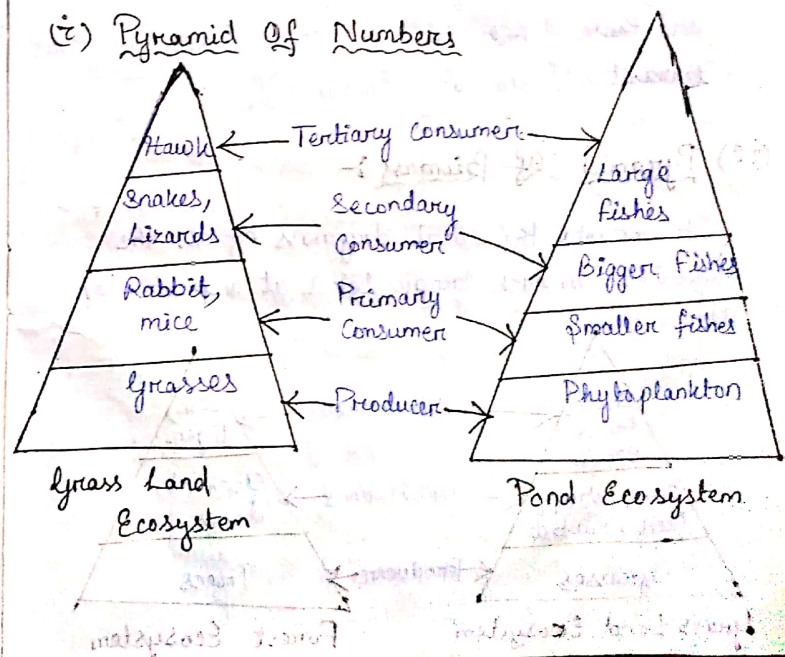 (i) Pyramid Of Numbers
Hawk
Tertiary Consumer
Large
fishes
Snakes,
Lizards
Secondary
Consumer
Bigger fishes
Rabbit,
mice
Primary
Consumer
Smaller fishes
Grasses
Producer
Phytoplankton
Grass Land
Ecosystem
Pond Ecosystem